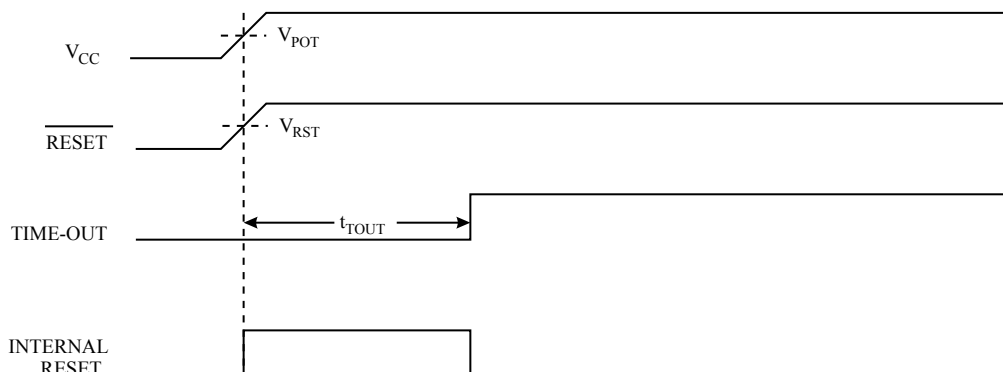 V_CC
V_POT
RESET
V_RST
TIME-OUT
t_TOUT
INTERNAL
RESET